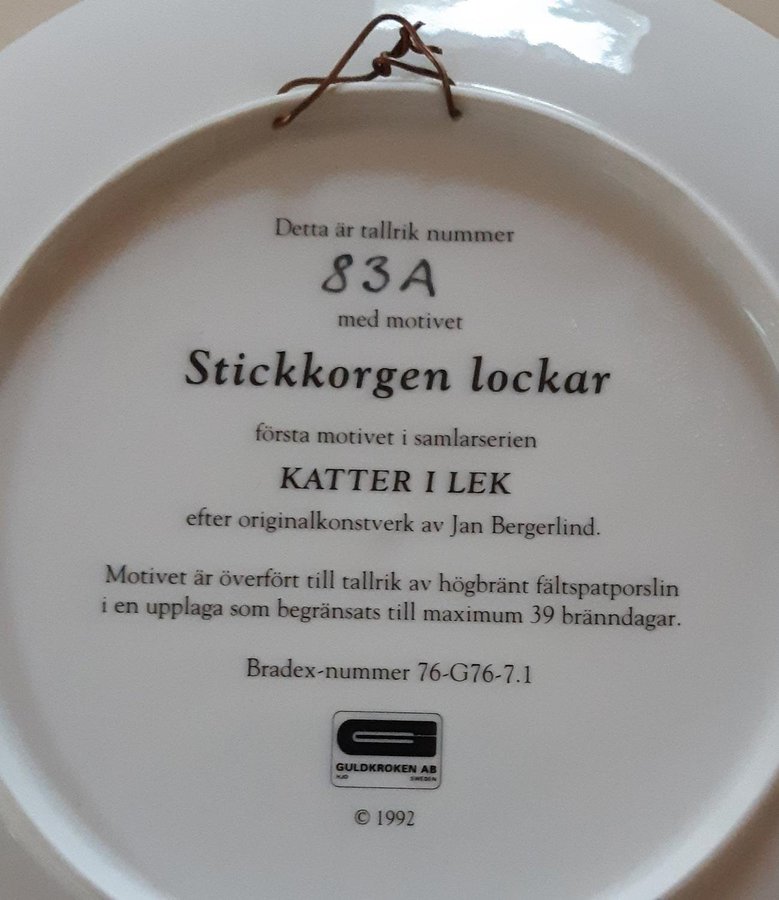 Detta är tallrik nummer
83A
med motivet
Stickkorgen lockar
första motivet i samlarserien
KATTER I LEK
efter originalkonstverk av Jan Bergerlind.
Motivet är överfört till tallrik av högbränt fältspatporslin
i en upplaga som begränsats till maximum 39 bränndagar.
Bradex-nummer 76-G76-7.1
GULDKROKEN AB
HJO SWEDEN
© 1992